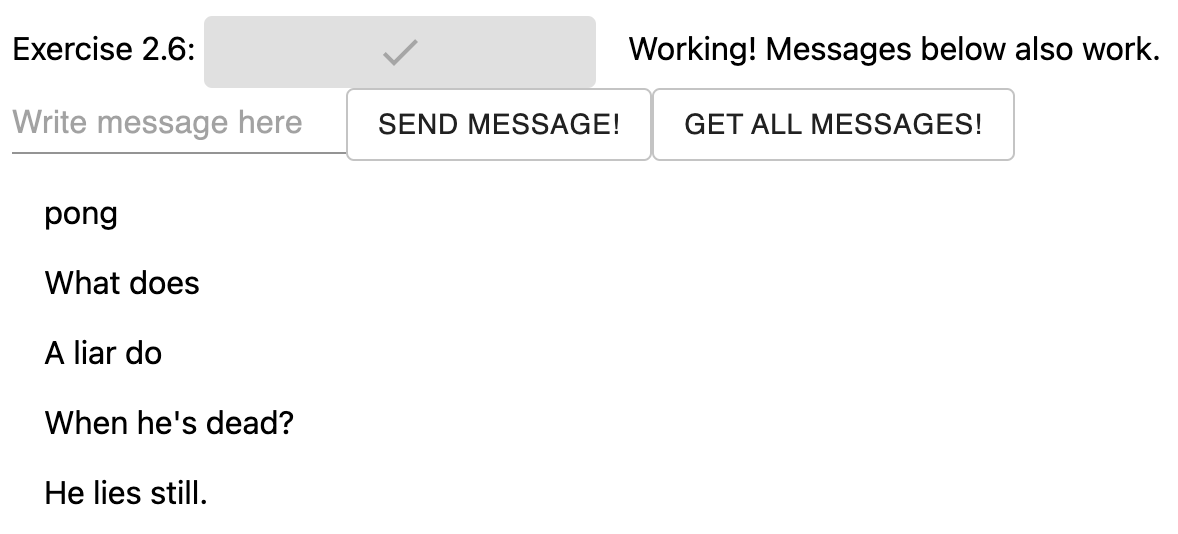 Exercise 2.6: Working! Messages below also work.
Write message here SEND MESSAGE! GET ALL MESSAGES!
pong
What does
A liar do
When he's dead?
He lies still.